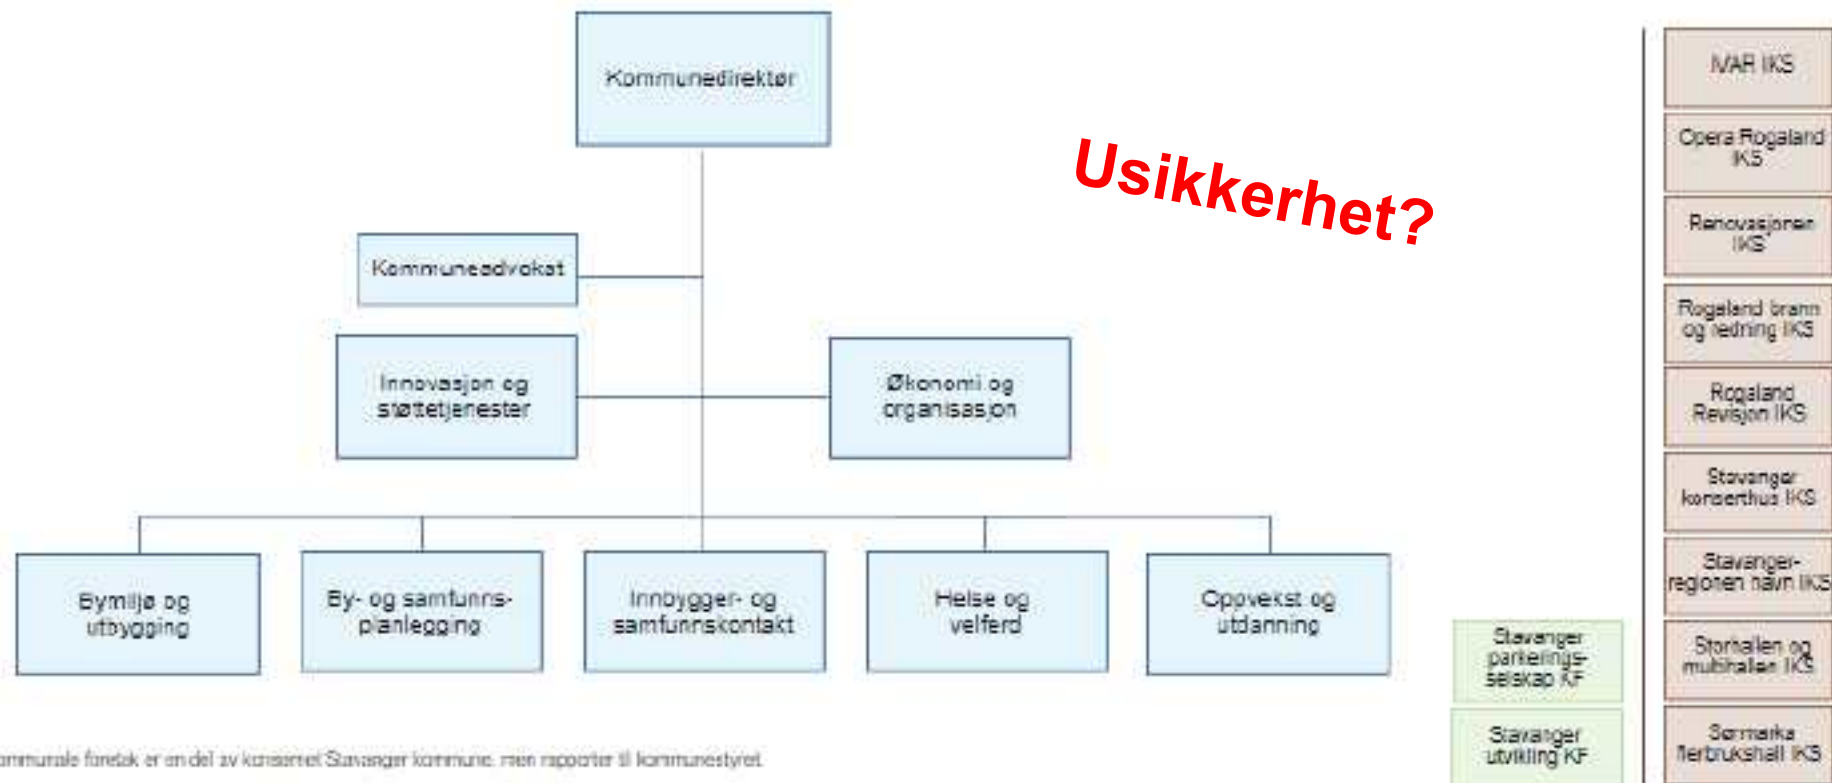 Kommunedirektør
Usikkerhet?
Kommuneadvokat
Innovasjon og
støttetjenester
Økonomi og
organisasjon
Bymiljø og
utbygging
By- og samfunns-
planlegging
Innbygger- og
samfunnskontakt
Helse og
velferd
Oppvekst og
utdanning
Stavanger
parkerings-
selskap KF
Stavanger
utvikling KF
IVAR IKS
Opera Rogaland
IKS
Renovasjonen
IKS
Rogaland brann
og redning IKS
Rogaland
Revisjon IKS
Stavanger
konserthus IKS
Stavanger-
regionen havn IKS
Storhallen og
multihallen IKS
Sørmarka
flerbrukshall IKS
ommunale foretak er en del av konsernet Stavanger kommune, men rapporter til kommunestyret